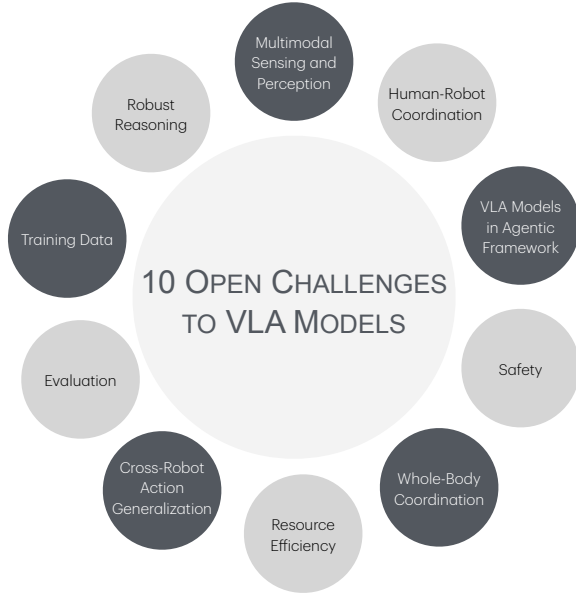 Multimodal
Sensing and
Perception
Human-Robot
Coordination
VLA Models
in Agentic
Framework
Safety
Whole-Body
Coordination
Resource
Efficiency
Cross-Robot
Action
Generalization
Evaluation
Training Data
Robust
Reasoning
10 OPEN CHALLENGES
TO VLA MODELS